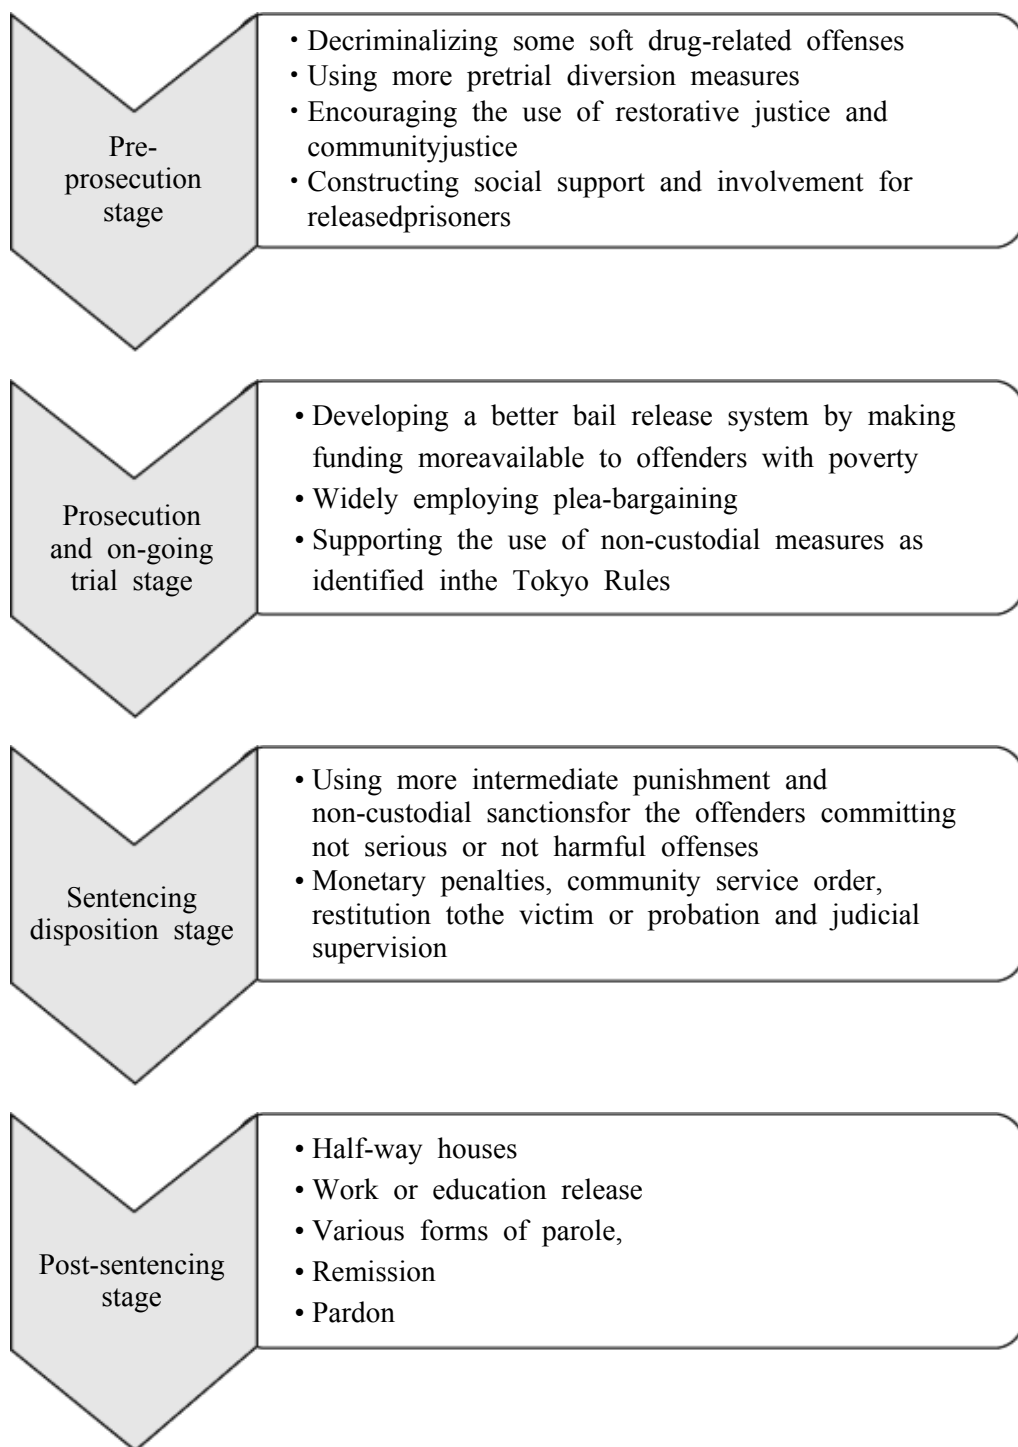 Pre-
prosecution
stage
• Decriminalizing some soft drug-related offenses
• Using more pretrial diversion measures
• Encouraging the use of restorative justice and
communityjustice
• Constructing social support and involvement for
releasedprisoners
Prosecution
and on-going
trial stage
• Developing a better bail release system by making
funding moreavailable to offenders with poverty
• Widely employing plea-bargaining
• Supporting the use of non-custodial measures as
identified inthe Tokyo Rules
Sentencing
disposition stage
• Using more intermediate punishment and
non-custodial sanctionsfor the offenders committing
not serious or not harmful offenses
• Monetary penalties, community service order,
restitution tothe victim or probation and judicial
supervision
Post-sentencing
stage
• Half-way houses
• Work or education release
• Various forms of parole,
• Remission
• Pardon